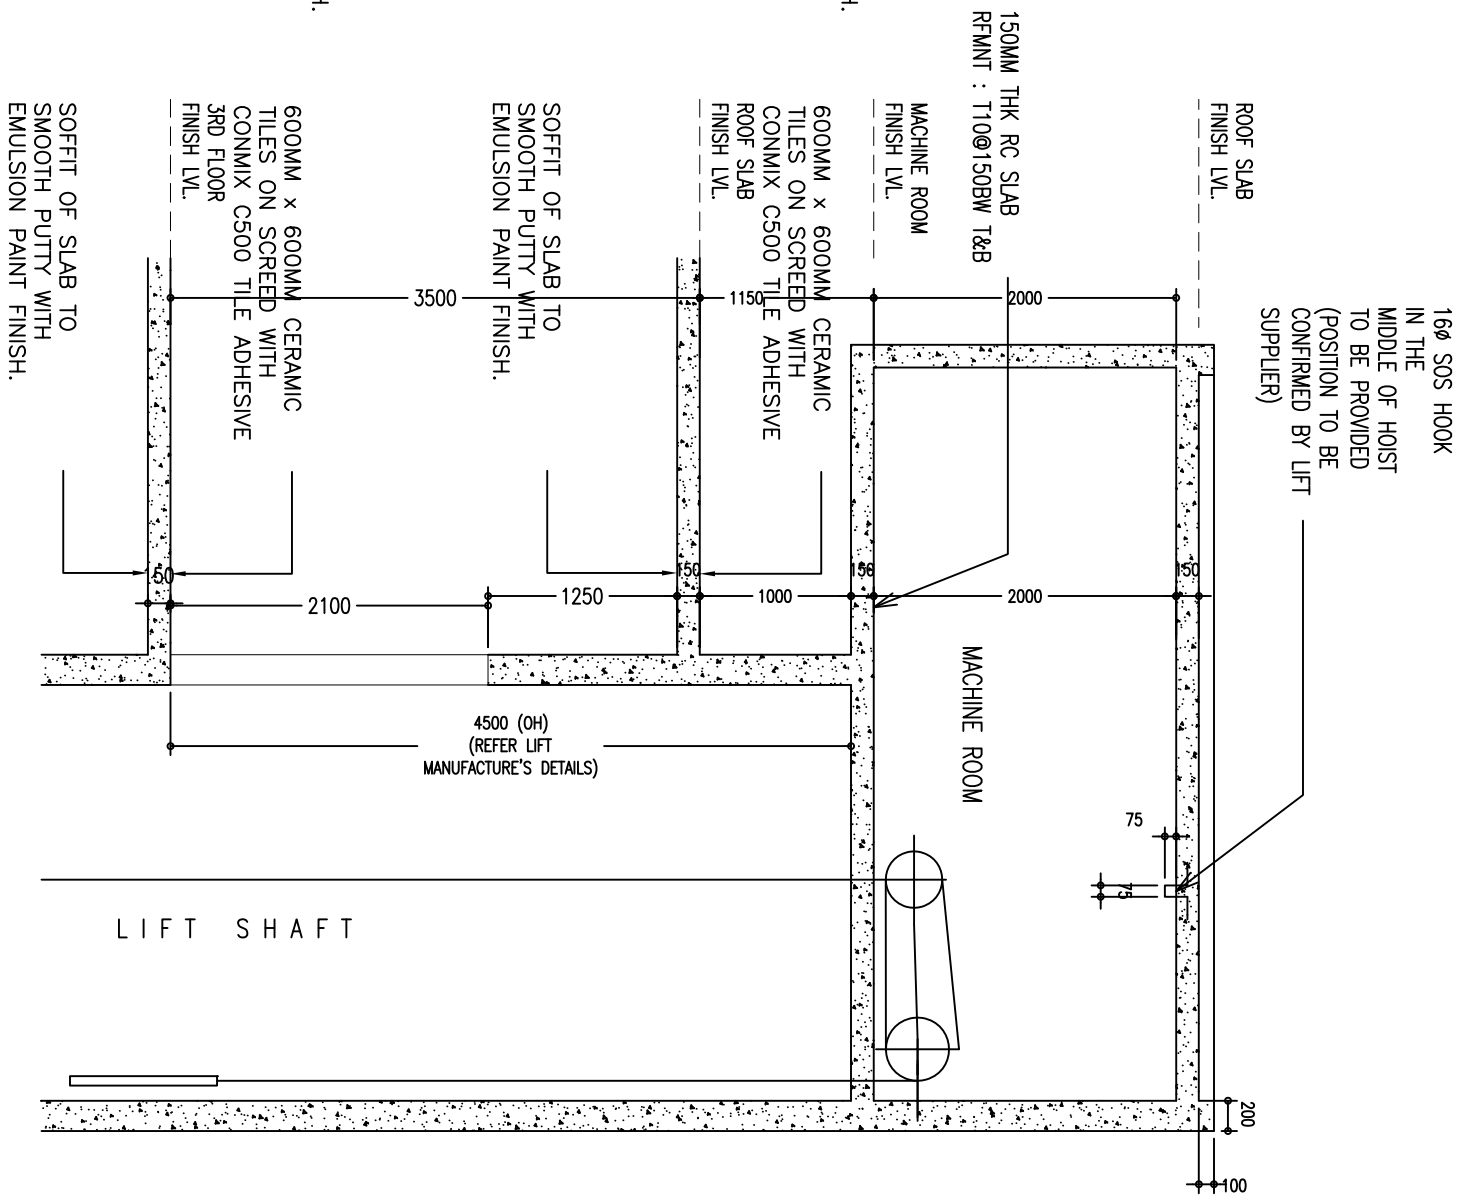 16ø SOS HOOK
IN THE
MIDDLE OF HOIST
TO BE PROVIDED
(POSITION TO BE
CONFIRMED BY LIFT
SUPPLIER)
ROOF SLAB
FINISH LVL.
150MM THK RC SLAB
RFMNT : T10@150BW T&B
MACHINE ROOM
FINISH LVL.
600MM x 600MM CERAMIC
TILES ON SCREED WITH
CONMIX C500 TILE ADHESIVE
ROOF SLAB
FINISH LVL.
SOFFIT OF SLAB TO
SMOOTH PUTTY WITH
EMULSION PAINT FINISH.
600MM x 600MM CERAMIC
TILES ON SCREED WITH
CONMIX C500 TILE ADHESIVE
3RD FLOOR
FINISH LVL.
SOFFIT OF SLAB TO
SMOOTH PUTTY WITH
EMULSION PAINT FINISH.
H.
H.
3500
1150
2000
150
2100
1250
150
1000
150
2000
150
MACHINE ROOM
4500 (OH)
(REFER LIFT
MANUFACTURE'S DETAILS)
75
75
LIFT SHAFT
200
100